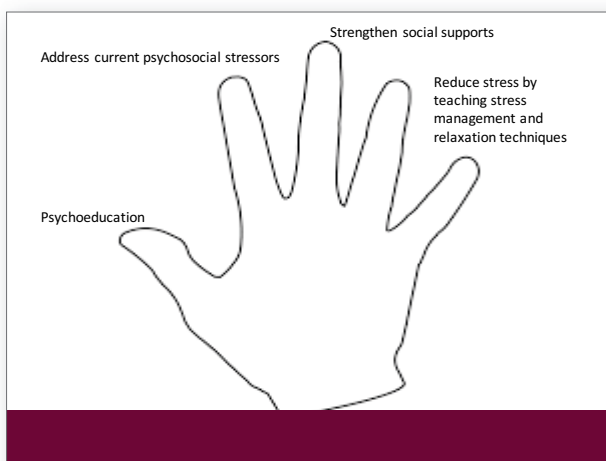 Strengthen social supports
Address current psychosocial stressors
Reduce stress by
teaching stress
management and
relaxation techniques
Psychoeducation